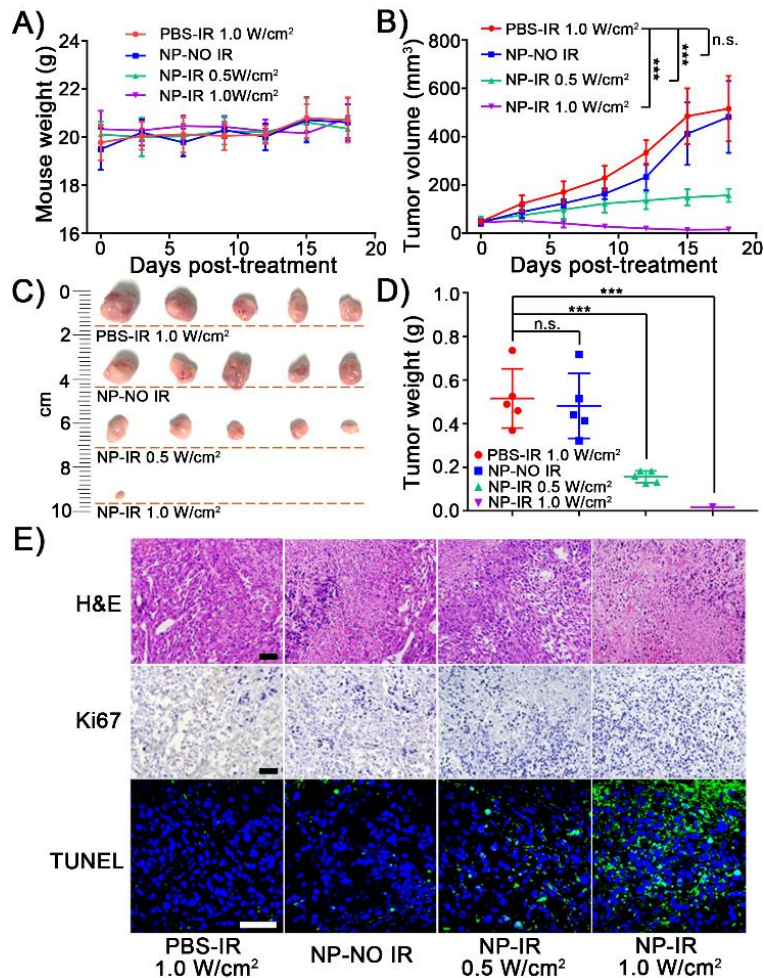 A)
Mouse weight (g)
24
22
20
18
16
0
5
10
15
20
Days post-treatment
PBS-IR 1.0 W/cm²
NP-NO IR
NP-IR 0.5W/cm²
NP-IR 1.0W/cm²
B)
Tumor volume (mm³)
800
600
400
200
0
0
5
10
15
20
Days post-treatment
PBS-IR 1.0 W/cm²
NP-NO IR
NP-IR 0.5 W/cm²
NP-IR 1.0 W/cm²
***
***
n.s.
C)
0
2
4
6
8
10
cm
PBS-IR 1.0 W/cm²
NP-NO IR
NP-IR 0.5 W/cm²
NP-IR 1.0 W/cm²
D)
Tumor weight (g)
1.0
0.8
0.6
0.4
0.2
0.0
***
***
n.s.
PBS-IR 1.0 W/cm²
NP-NO IR
NP-IR 0.5 W/cm²
NP-IR 1.0 W/cm²
E)
H&E
Ki67
TUNEL
PBS-IR
1.0 W/cm²
NP-NO IR
NP-IR
0.5 W/cm²
NP-IR
1.0 W/cm²